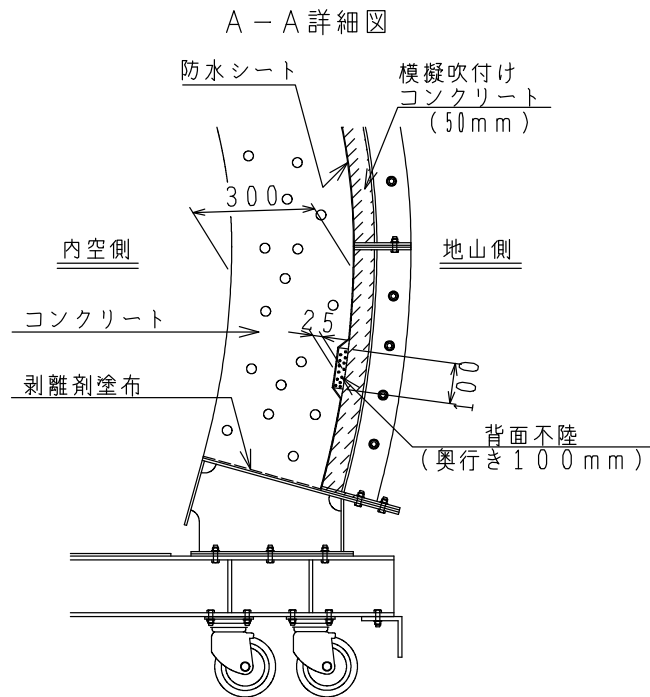 A-A詳細図
防水シート
模擬吹付け
コンクリート
(50mm)
300
内空側
地山側
コンクリート
25
剥離剤塗布
100
背面不陸
(奥行き100mm)